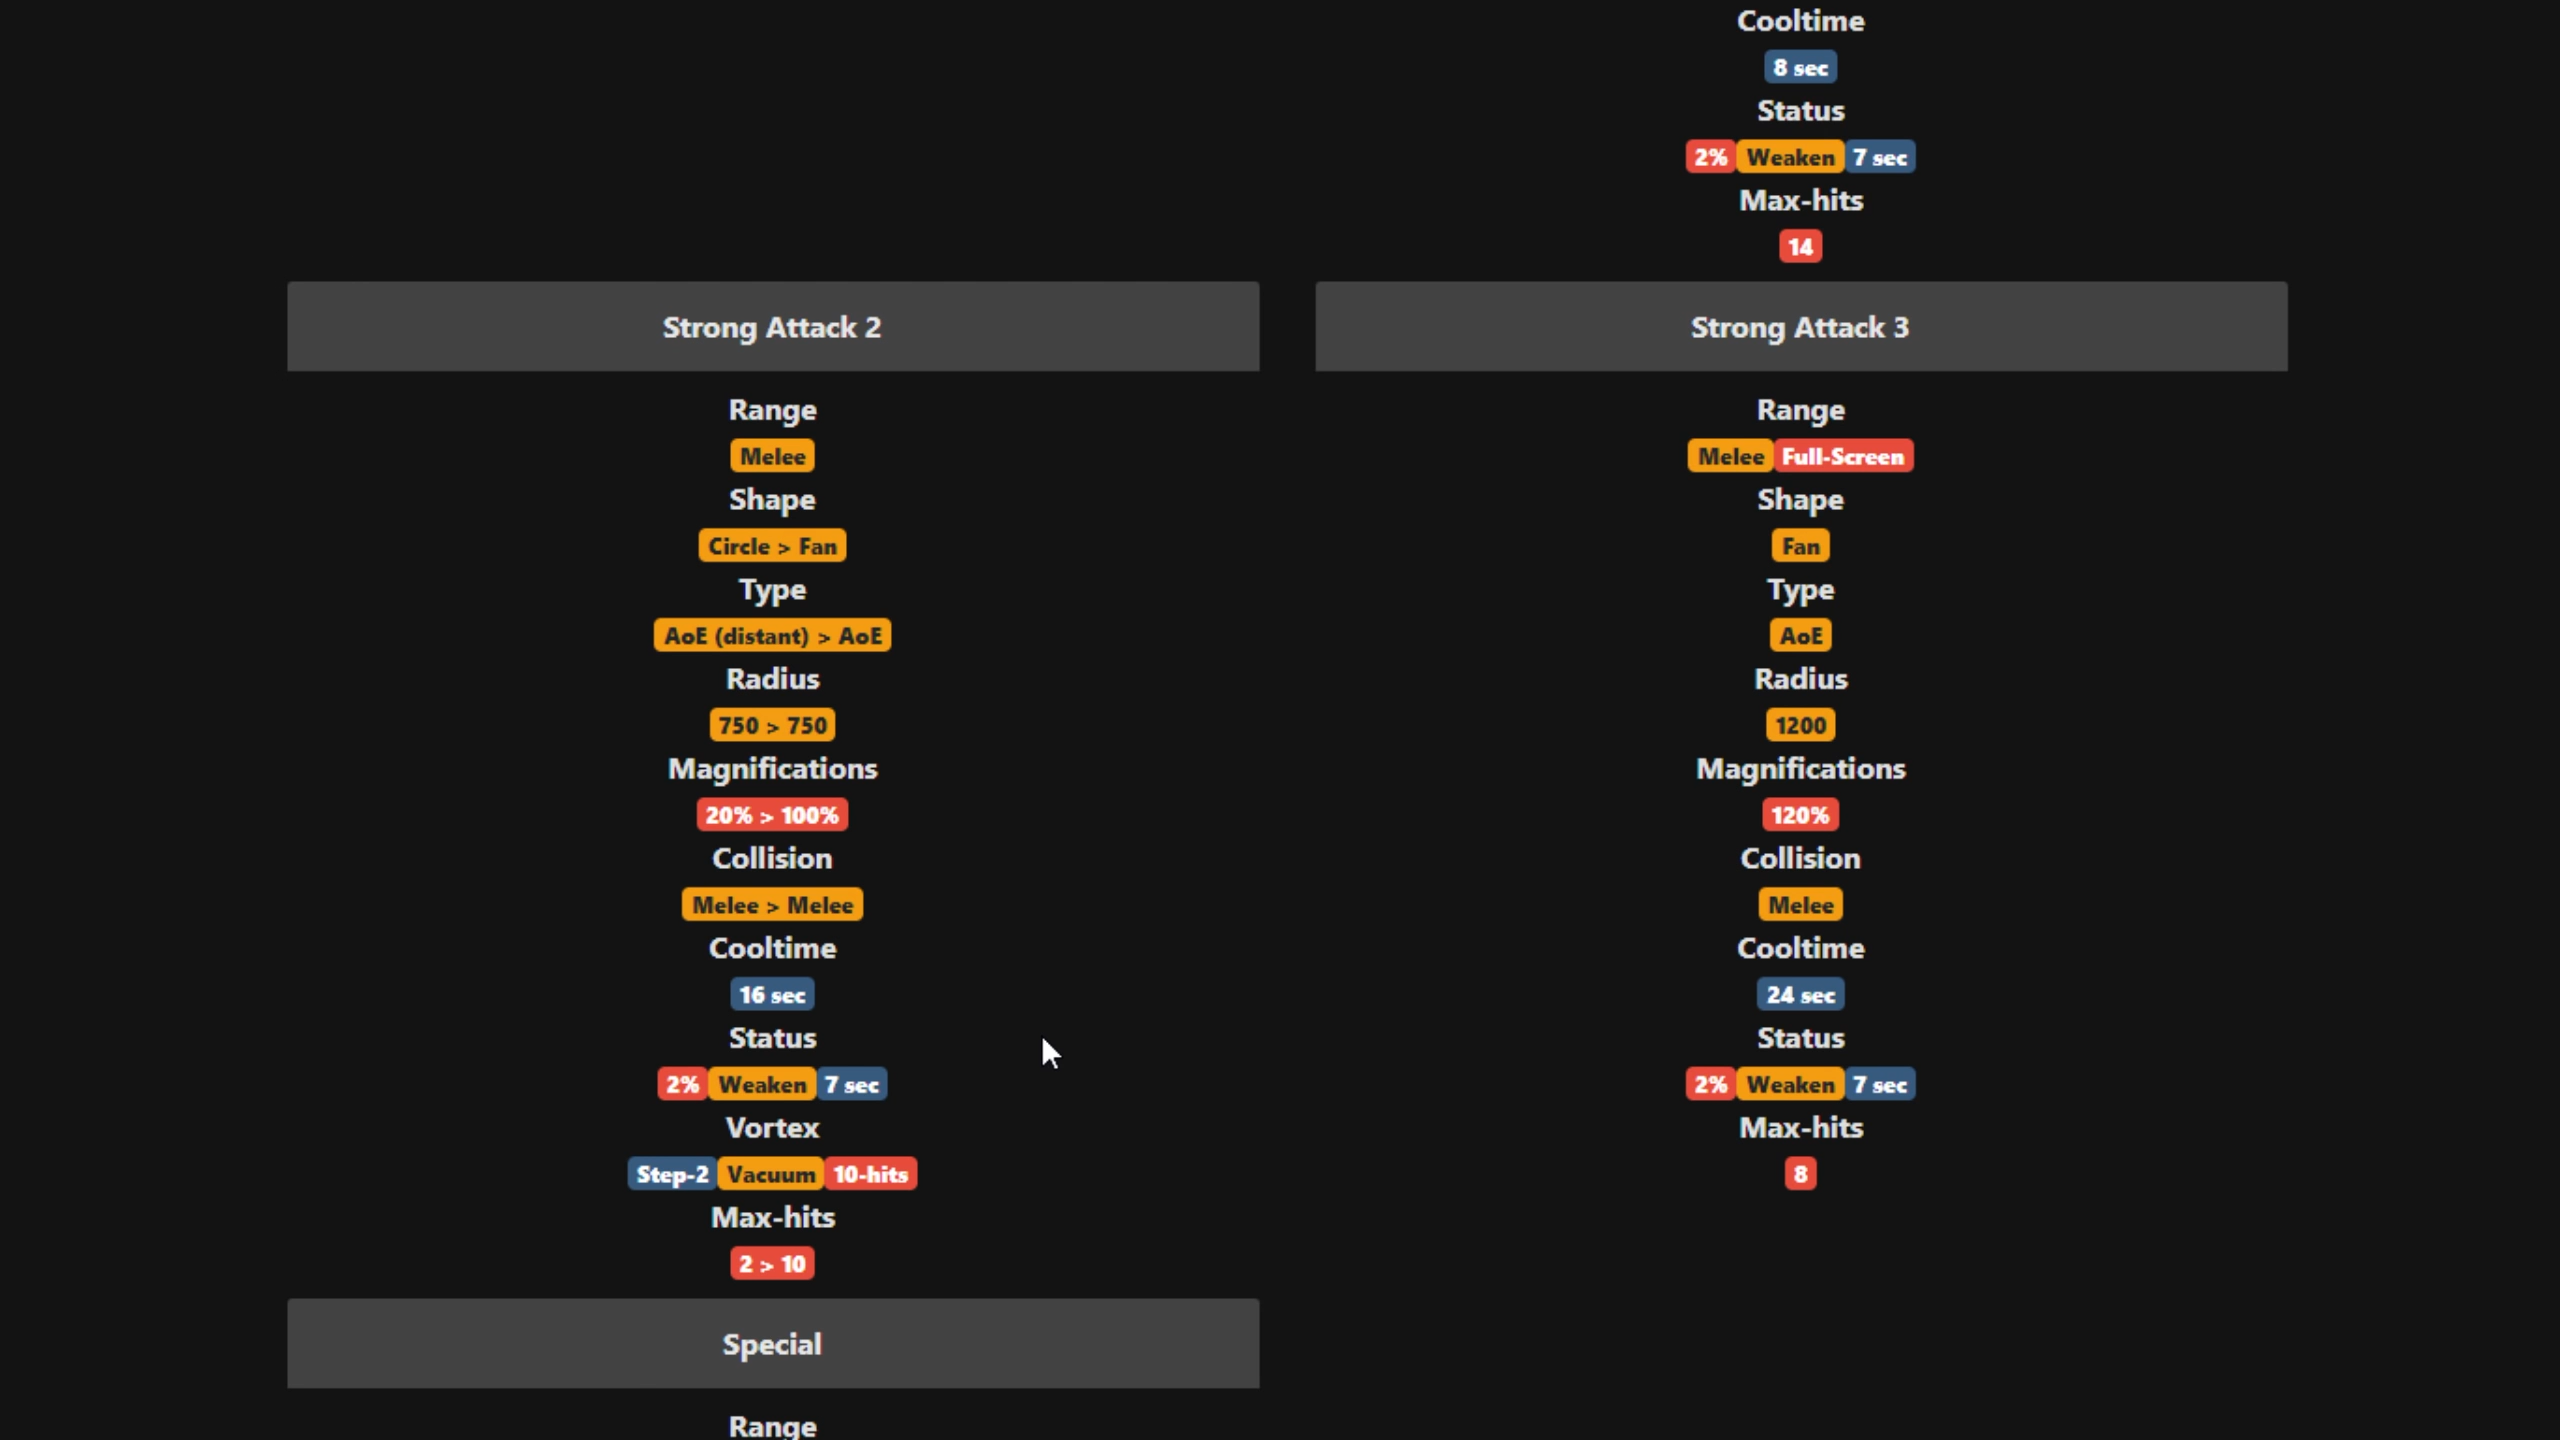 Cooltime
8 sec
Status
2% Weaken 7 sec
Max-hits
14
Strong Attack 2
Range
Melee
Shape
Circle > Fan
Type
AoE (distant) > AoE
Radius
750 > 750
Magnifications
20% > 100%
Collision
Melee > Melee
Cooltime
16 sec
Status
2% Weaken 7 sec
Vortex
Step-2 Vacuum 10-hits
Max-hits
2 > 10
Strong Attack 3
Range
Melee Full-Screen
Shape
Fan
Type
AoE
Radius
1200
Magnifications
120%
Collision
Melee
Cooltime
24 sec
Status
2% Weaken 7 sec
Max-hits
8
Special
Range